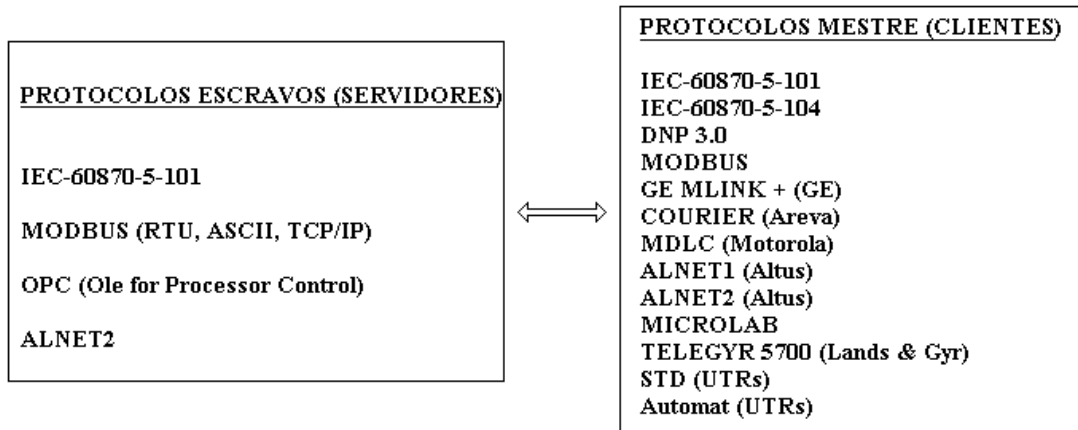 PROTOCOLOS ESCRAVOS (SERVIDORES)
IEC-60870-5-101
MODBUS (RTU, ASCII, TCP/IP)
OPC (Ole for Processor Control)
ALNET2
PROTOCOLOS MESTRE (CLIENTES)
IEC-60870-5-101
IEC-60870-5-104
DNP 3.0
MODBUS
GE MLINK + (GE)
COURIER (Areva)
MDLC (Motorola)
ALNET1 (Altus)
ALNET2 (Altus)
MICROLAB
TELEGYR 5700 (Lands & Gyr)
STD (UTRs)
Automat (UTRs)